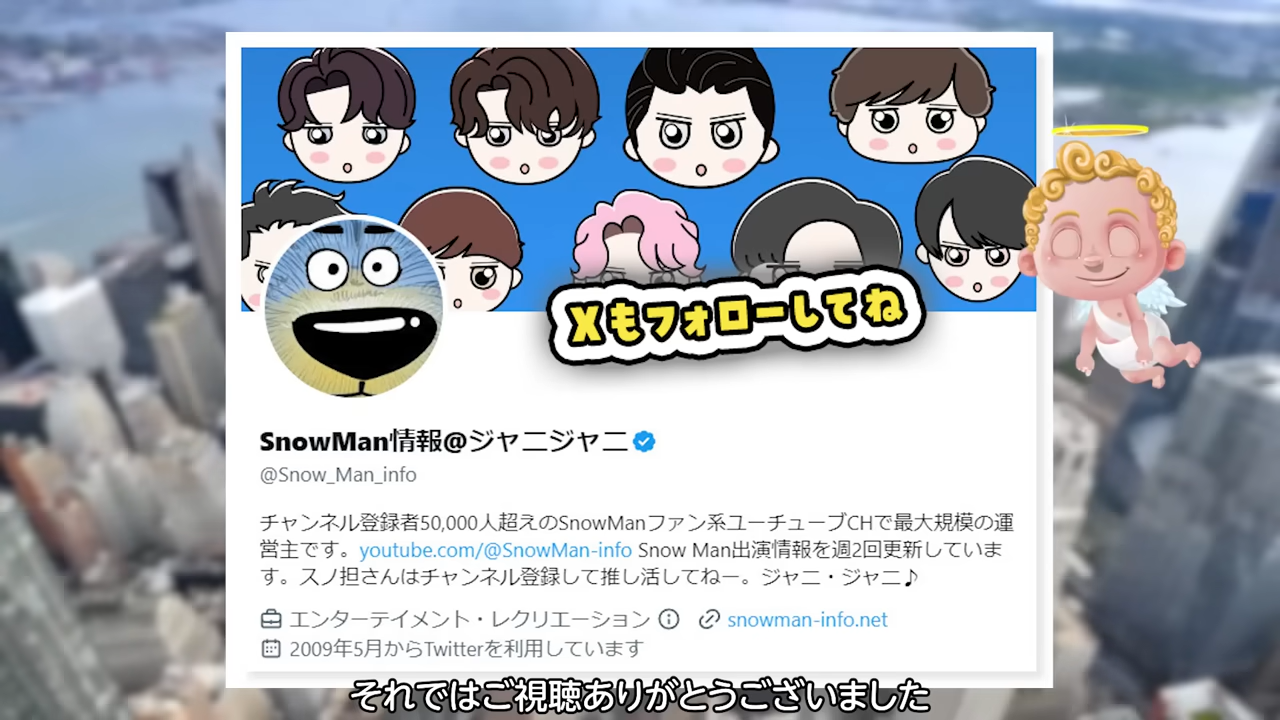 Xもフォローしてね
SnowMan情報@ジャニジャニ
@Snow_Man_info
チャンネル登録者50,000人超えのSnowManファン系ユーチューブCHで最大規模の運
営主です。youtube.com/@SnowMan-info Snow Man出演情報を週2回更新していま
す。スノ担さんはチャンネル登録して推し活してねー。ジャニ・ジャニ♪
エンターテイメント・レクリエーション snowman-info.net
2009年5月からTwitterを利用しています
それではご視聴ありがとうございました